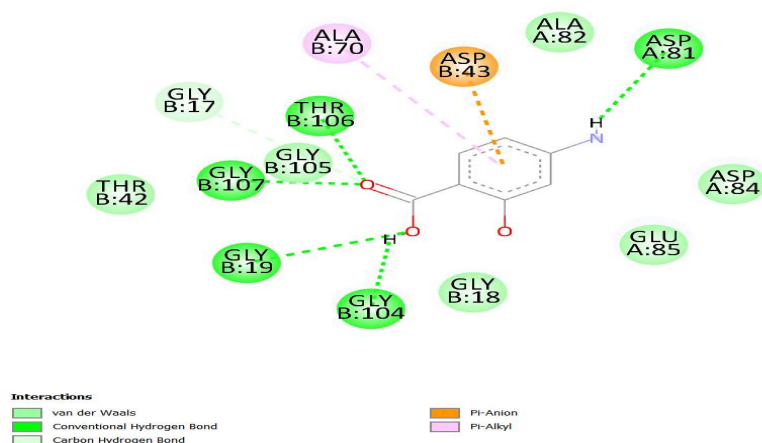 ALA
B:70
ASP
B:43
ALA
A:82
ASP
A:81
GLY
B:17
THR
B:106
GLY
B:105
GLY
B:107
THR
B:42
H
N
ASP
A:84
O
H
O
O
GLU
A:85
GLY
B:19
GLY
B:104
GLY
B:18
Interactions
van der Waals
Conventional Hydrogen Bond
Carbon Hydrogen Bond
Pi-Anion
Pi-Alkyl